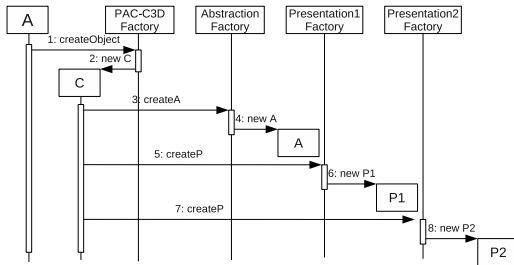 A
PAC-C3D
Factory
Abstraction
Factory
Presentation1
Factory
Presentation2
Factory
1: createObject
2: new C
C
3: createA
4: new A
A
5: createP
6: new P1
P1
7: createP
8: new P2
P2